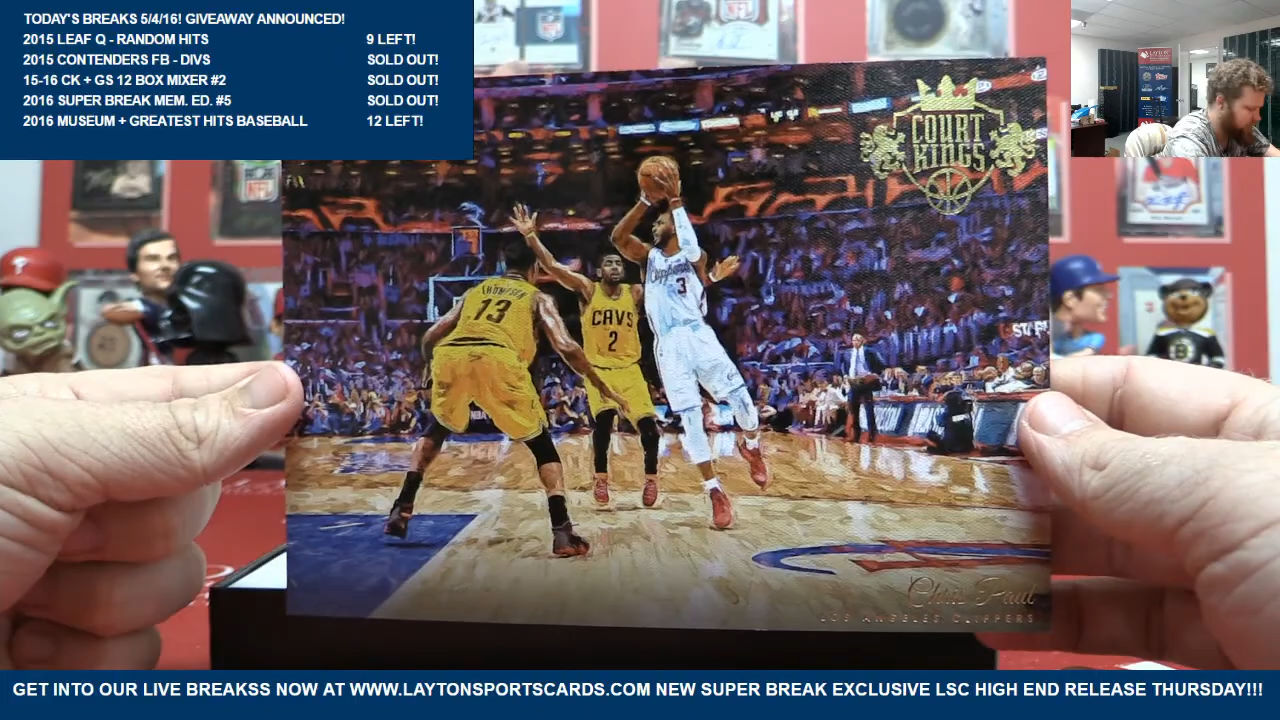 TODAY'S BREAKS 5/4/16! GIVEAWAY ANNOUNCED!
2015 LEAF Q - RANDOM HITS 9 LEFT!
2015 CONTENDERS FB - DIVS SOLD OUT!
15-16 CK + GS 12 BOX MIXER #2 SOLD OUT!
2016 SUPER BREAK MEM. ED. #5 SOLD OUT!
2016 MUSEUM + GREATEST HITS BASEBALL 12 LEFT!
COURT
KINGS
THOMPSON
13
CAVS
2
Clippers
3
Chris Paul
LOS ANGELES CLIPPERS
GET INTO OUR LIVE BREAKSS NOW AT WWW.LAYTONSPORTSCARDS.COM NEW SUPER BREAK EXCLUSIVE LSC HIGH END RELEASE THURSDAY!!!